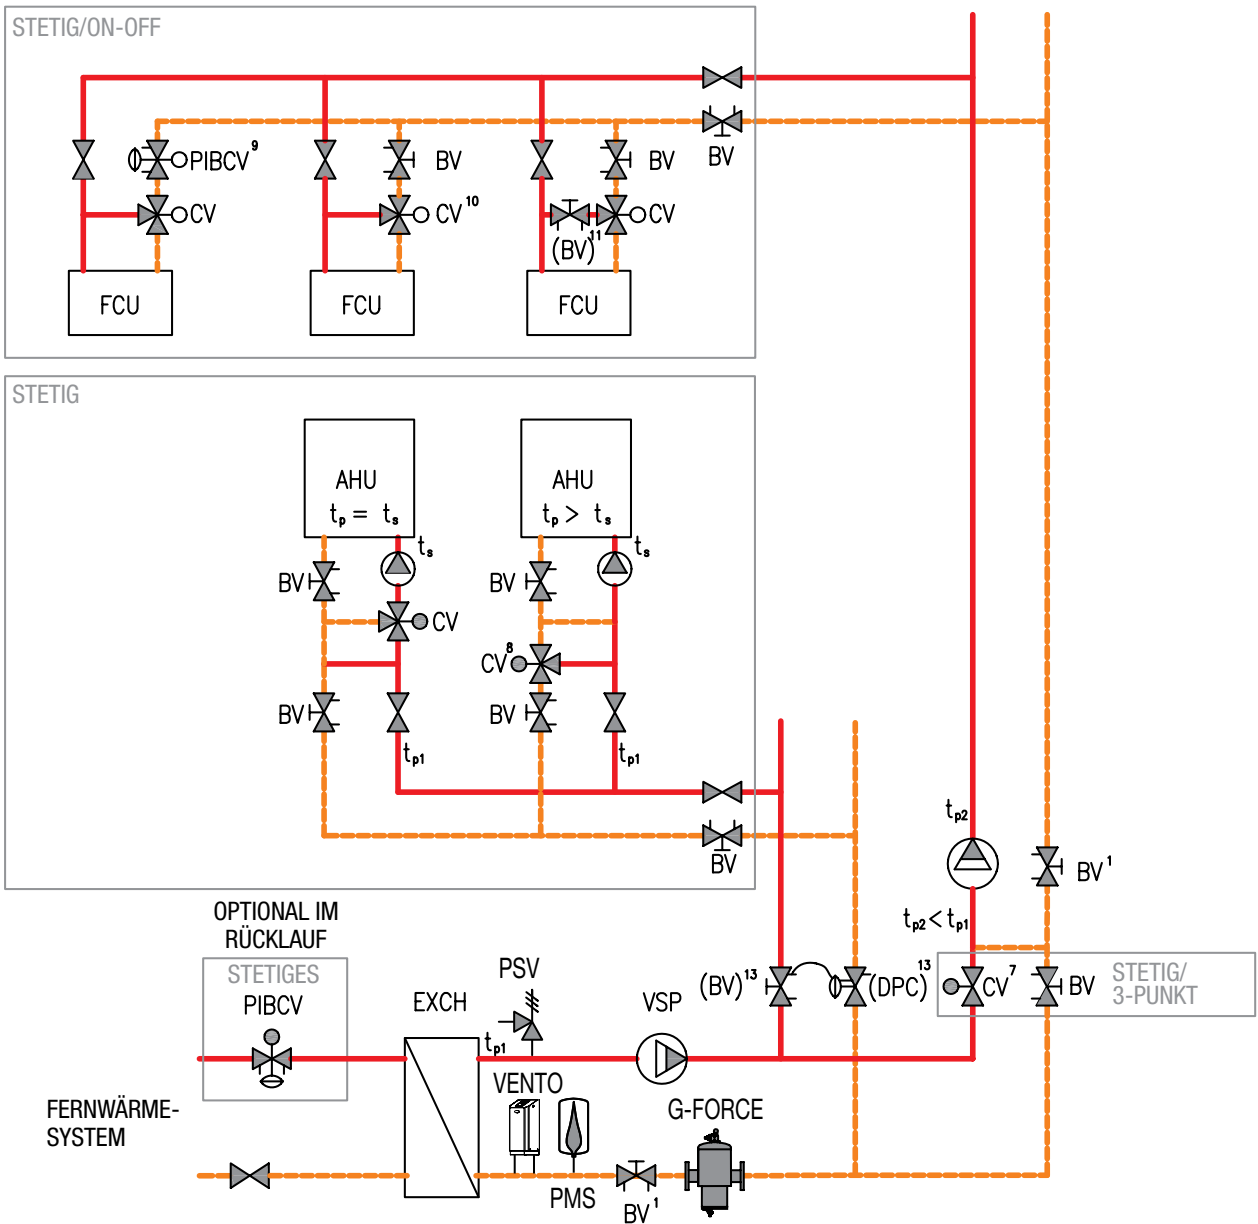 STETIG/ON-OFF
PIBCV⁹
BV
BV
BV
CV
CV¹⁰
CV
(BV)¹¹
FCU
FCU
FCU
STETIG
AHU
tₚ = tₛ
AHU
tₚ > tₛ
tₛ
tₛ
BV
BV
CV
CV⁸
BV
BV
tₚ₁
tₚ₁
BV
tₚ₂
BV¹
tₚ₂ < tₚ₁
OPTIONAL IM
RÜCKLAUF
STETIGES
PIBCV
EXCH
PSV
VSP
(BV)¹³
(DPC)¹³
CV⁷
BV
STETIG/
3-PUNKT
tₚ₁
VENTO
G-FORCE
FERNWÄRME-
SYSTEM
PMS
BV¹